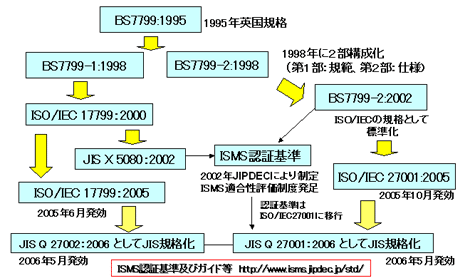 BS7799:1995
1995年英国規格
BS7799-1:1998
BS7799-2:1998
1998年に２部構成化
（第1部：規範、第２部：仕様）
ISO/IEC 17799:2000
BS7799-2:2002
ISO/IECの規格として
標準化
JIS X 5080:2002
ISMS認証基準
2002年JIPDECにより制定
ISMS適合性評価制度発足
ISO/IEC 27001:2005
2005年10月発効
ISO/IEC 17799:2005
2005年6月発効
認証基準は
ISO/IEC27001に移行
JIS Q 27002:2006 としてJIS規格化
2006年5月発効
JIS Q 27001:2006 としてJIS規格化
2006年5月発効
ISMS認証基準及びガイド等 http://www.isms.jipdec.jp/std/